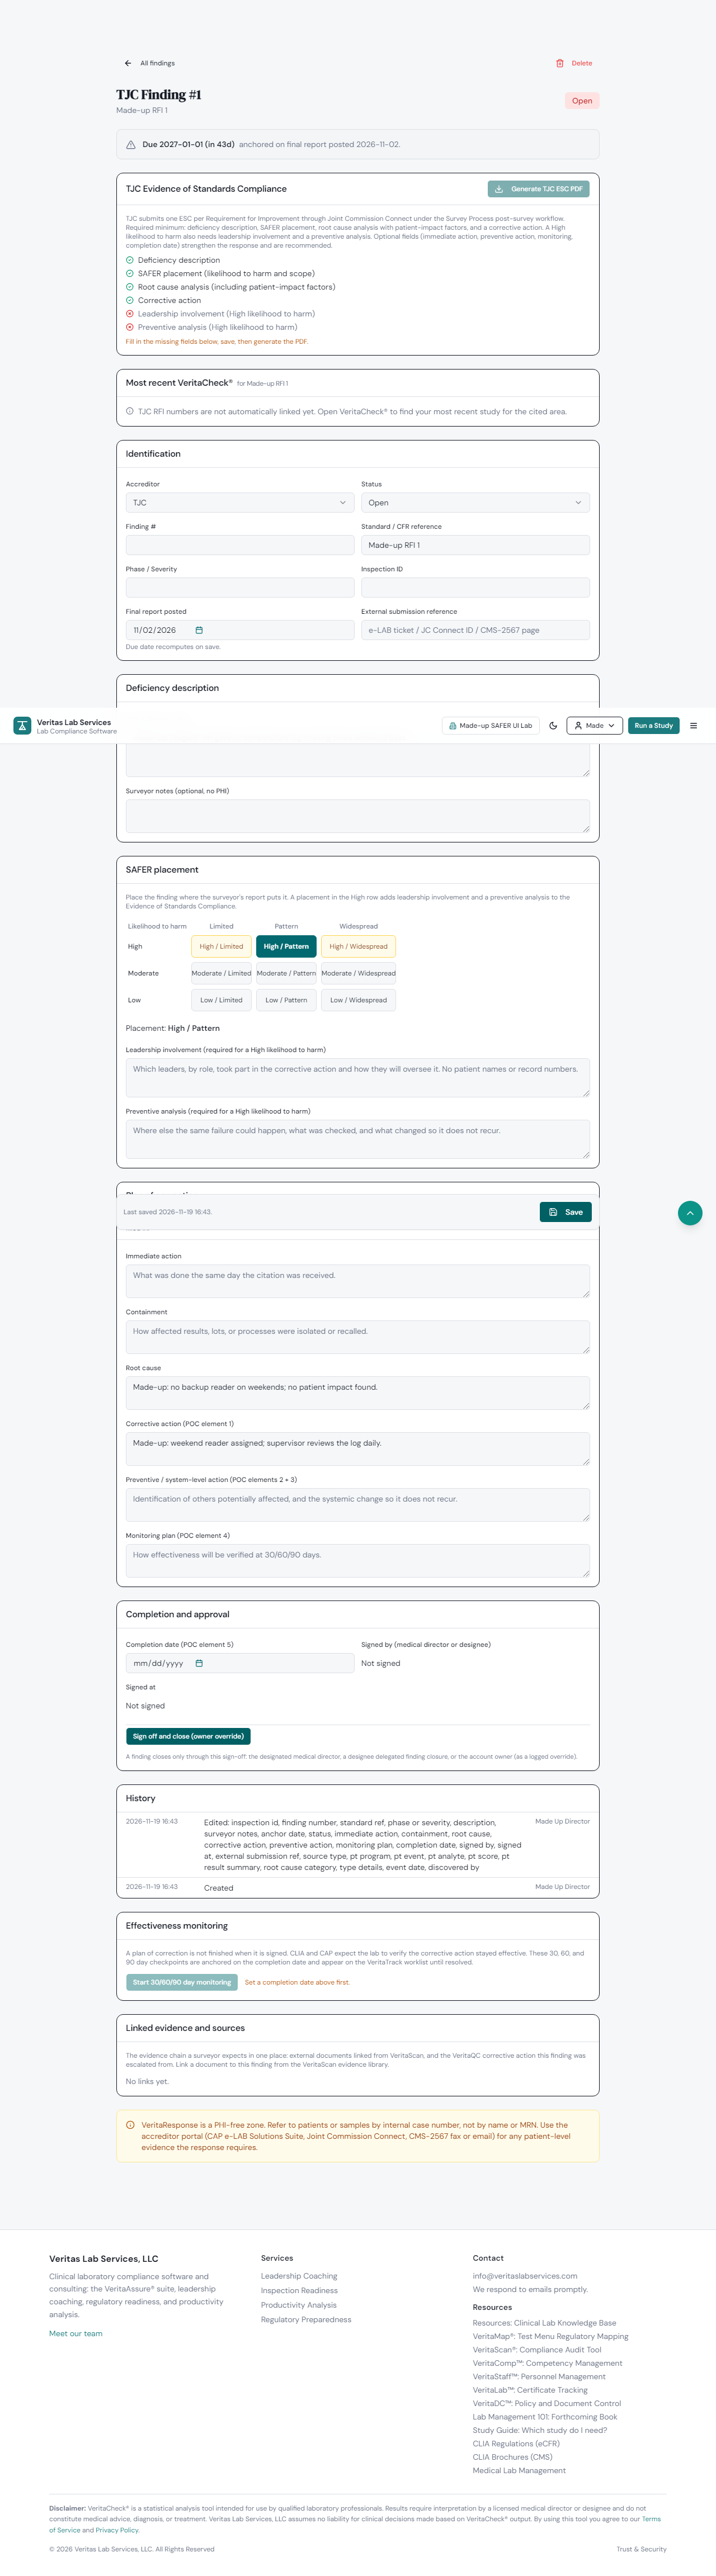 All findings
Delete
TJC Finding #1
Made-up RFI 1
Open
Due 2027-01-01 (in 43d) anchored on final report posted 2026-11-02.
TJC Evidence of Standards Compliance
Generate TJC ESC PDF
TJC submits one ESC per Requirement for Improvement through Joint Commission Connect under the Survey Process post-survey workflow.
Required minimum: deficiency description, SAFER placement, root cause analysis with patient-impact factors, and a corrective action. A High
likelihood to harm also needs leadership involvement and a preventive analysis. Optional fields (immediate action, preventive action, monitoring,
completion date) strengthen the response and are recommended.
Deficiency description
SAFER placement (likelihood to harm and scope)
Root cause analysis (including patient-impact factors)
Corrective action
Leadership involvement (High likelihood to harm)
Preventive analysis (High likelihood to harm)
Fill in the missing fields below, save, then generate the PDF.
Most recent VeritaCheck® for Made-up RFI 1
TJC RFI numbers are not automatically linked yet. Open VeritaCheck® to find your most recent study for the cited area.
Identification
Accreditor
Status
TJC
Open
Finding #
Standard / CFR reference
Made-up RFI 1
Phase / Severity
Inspection ID
Final report posted
External submission reference
11/02/2026
e-LAB ticket / JC Connect ID / CMS-2567 page
Due date recomputes on save.
Deficiency description
Veritas Lab Services
Lab Compliance Software
Made-up SAFER UI Lab
Made
Run a Study
Surveyor notes (optional, no PHI)
SAFER placement
Place the finding where the surveyor's report puts it. A placement in the High row adds leadership involvement and a preventive analysis to the
Evidence of Standards Compliance.
Likelihood to harm Limited Pattern Widespread
High High / Limited High / Pattern High / Widespread
Moderate Moderate / Limited Moderate / Pattern Moderate / Widespread
Low Low / Limited Low / Pattern Low / Widespread
Placement: High / Pattern
Leadership involvement (required for a High likelihood to harm)
Which leaders, by role, took part in the corrective action and how they will oversee it. No patient names or record numbers.
Preventive analysis (required for a High likelihood to harm)
Where else the same failure could happen, what was checked, and what changed so it does not recur.
Last saved 2026-11-19 16:43.
Save
Immediate action
What was done the same day the citation was received.
Containment
How affected results, lots, or processes were isolated or recalled.
Root cause
Made-up: no backup reader on weekends; no patient impact found.
Corrective action (POC element 1)
Made-up: weekend reader assigned; supervisor reviews the log daily.
Preventive / system-level action (POC elements 2 + 3)
Identification of others potentially affected, and the systemic change so it does not recur.
Monitoring plan (POC element 4)
How effectiveness will be verified at 30/60/90 days.
Completion and approval
Completion date (POC element 5)
Signed by (medical director or designee)
mm/dd/yyyy
Not signed
Signed at
Not signed
Sign off and close (owner override)
A finding closes only through this sign-off: the designated medical director, a designee delegated finding closure, or the account owner (as a logged override).
History
2026-11-19 16:43
Edited: inspection id, finding number, standard ref, phase or severity, description,
surveyor notes, anchor date, status, immediate action, containment, root cause,
corrective action, preventive action, monitoring plan, completion date, signed by, signed
at, external submission ref, source type, pt program, pt event, pt analyte, pt score, pt
result summary, root cause category, type details, event date, discovered by
Made Up Director
2026-11-19 16:43
Created
Made Up Director
Effectiveness monitoring
A plan of correction is not finished when it is signed. CLIA and CAP expect the lab to verify the corrective action stayed effective. These 30, 60, and
90 day checkpoints are anchored on the completion date and appear on the VeritaTrack worklist until resolved.
Start 30/60/90 day monitoring
Set a completion date above first.
Linked evidence and sources
The evidence chain a surveyor expects in one place: external documents linked from VeritaScan, and the VeritaQC corrective action this finding was
escalated from. Link a document to this finding from the VeritaScan evidence library.
No links yet.
VeritaResponse is a PHI-free zone. Refer to patients or samples by internal case number, not by name or MRN. Use the
accreditor portal (CAP e-LAB Solutions Suite, Joint Commission Connect, CMS-2567 fax or email) for any patient-level
evidence the response requires.
Veritas Lab Services, LLC
Clinical laboratory compliance software and
consulting: the VeritaAssure® suite, leadership
coaching, regulatory readiness, and productivity
analysis.
Meet our team
Services
Leadership Coaching
Inspection Readiness
Productivity Analysis
Regulatory Preparedness
Contact
info@veritaslabservices.com
We respond to emails promptly.
Resources
Resources: Clinical Lab Knowledge Base
VeritaMap®: Test Menu Regulatory Mapping
VeritaScan®: Compliance Audit Tool
VeritaComp™: Competency Management
VeritaStaff™: Personnel Management
VeritaLab™: Certificate Tracking
VeritaDC™: Policy and Document Control
Lab Management 101: Forthcoming Book
Study Guide: Which study do I need?
CLIA Regulations (eCFR)
CLIA Brochures (CMS)
Medical Lab Management
Disclaimer: VeritaCheck® is a statistical analysis tool intended for use by qualified laboratory professionals. Results require interpretation by a licensed medical director or designee and do not
constitute medical advice, diagnosis, or treatment. Veritas Lab Services, LLC assumes no liability for clinical decisions made based on VeritaCheck® output. By using this tool you agree to our Terms
of Service and Privacy Policy.
© 2026 Veritas Lab Services, LLC. All Rights Reserved
Trust & Security